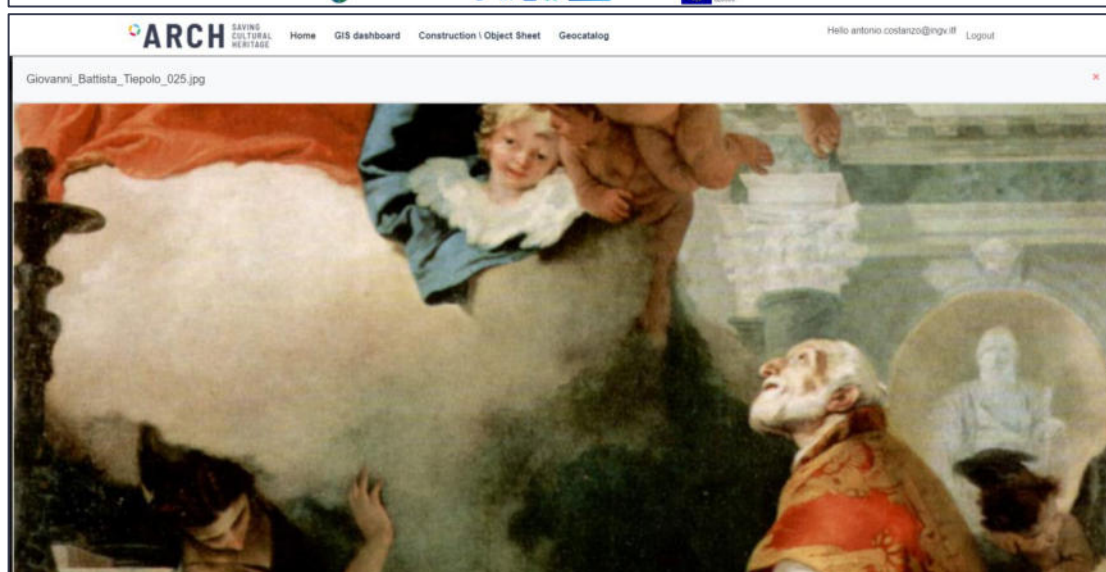 ARCH SAVING CULTURAL HERITAGE Home GIS dashboard Construction \ Object Sheet Geocatalog Hello antonio.costanzo@ingv.it! Logout
Giovanni_Battista_Tiepolo_025.jpg